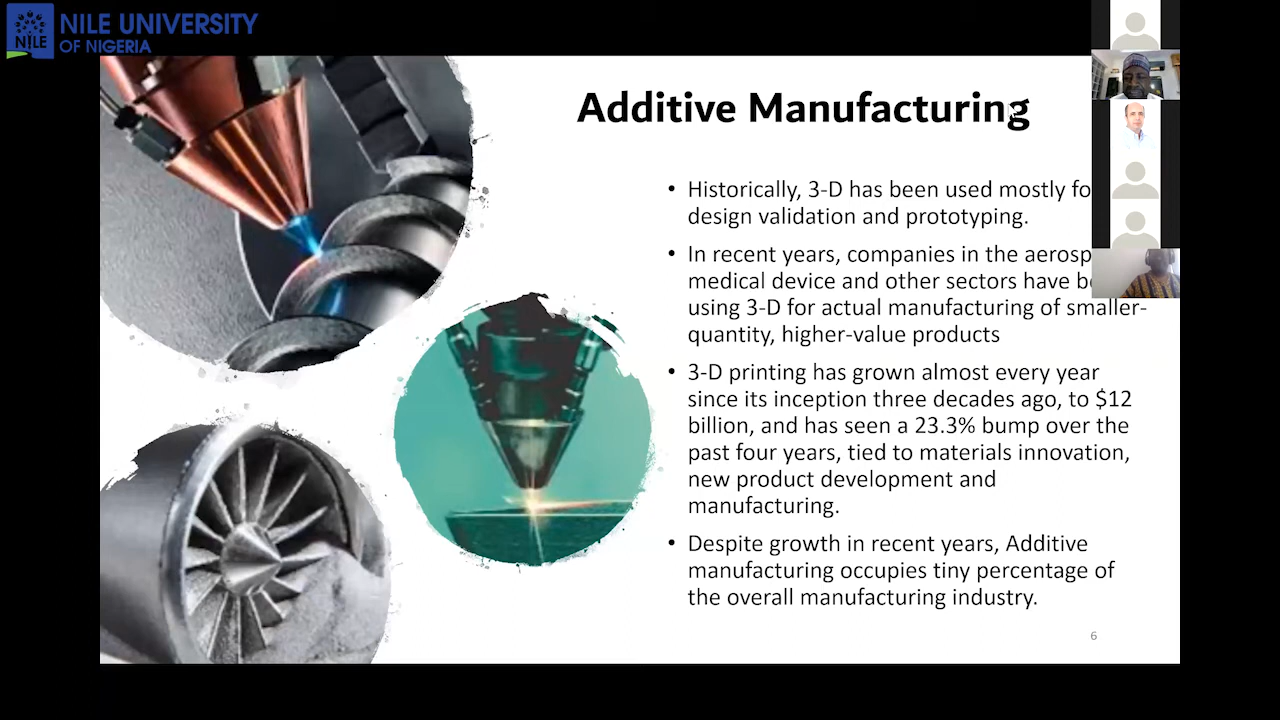 NILE UNIVERSITY
OF NIGERIA
NILE
Additive Manufacturing
• Historically, 3-D has been used mostly fo
design validation and prototyping.
• In recent years, companies in the aerosp
medical device and other sectors have b
using 3-D for actual manufacturing of smaller-
quantity, higher-value products
• 3-D printing has grown almost every year
since its inception three decades ago, to $12
billion, and has seen a 23.3% bump over the
past four years, tied to materials innovation,
new product development and
manufacturing.
• Despite growth in recent years, Additive
manufacturing occupies tiny percentage of
the overall manufacturing industry.
6